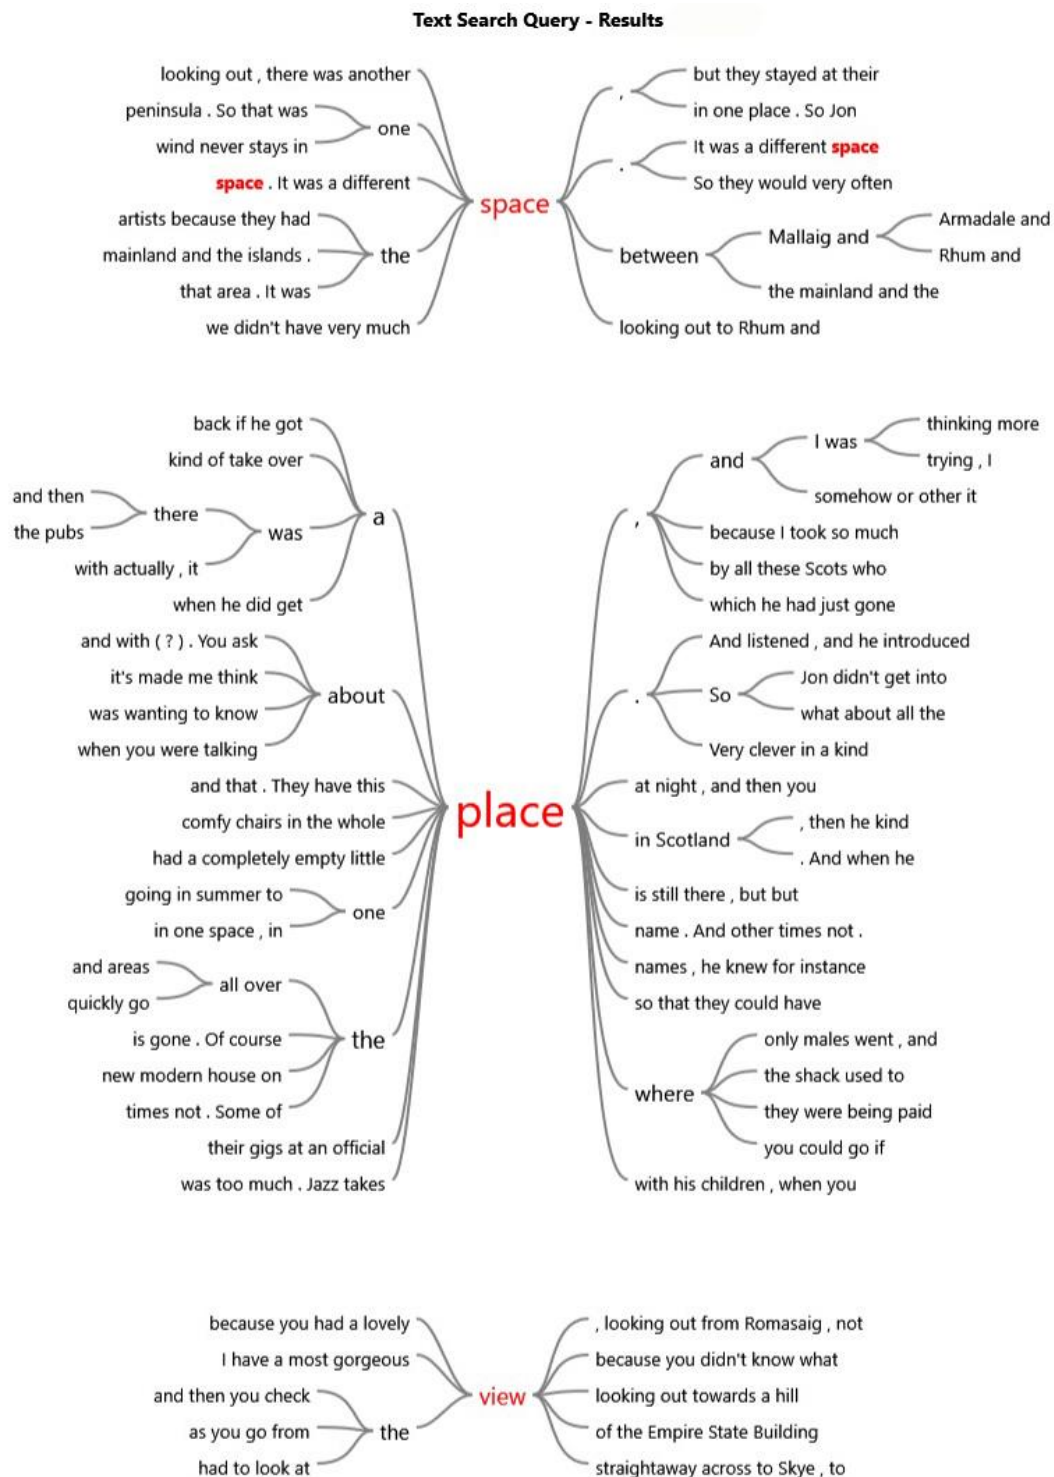 Text Search Query - Results
looking out , there was another
peninsula . So that was
wind never stays in
one
space . It was a different
artists because they had
mainland and the islands .
that area . It was
the
we didn't have very much
space
,
but they stayed at their
in one place . So Jon
.
It was a different space
So they would very often
between
Mallaig and
Armadale and
Rhum and
the mainland and the
looking out to Rhum and
back if he got
kind of take over
and then
the pubs
there
with actually , it
was
when he did get
a
and with ( ? ) . You ask
it's made me think
was wanting to know
when you were talking
about
and that . They have this
comfy chairs in the whole
had a completely empty little
going in summer to
in one space , in
one
and areas
quickly go
all over
is gone . Of course
new modern house on
times not . Some of
the
their gigs at an official
was too much . Jazz takes
place
,
and
I was
thinking more
trying , I
somehow or other it
because I took so much
by all these Scots who
which he had just gone
.
And listened , and he introduced
So
Jon didn't get into
what about all the
Very clever in a kind
at night , and then you
in Scotland
, then he kind
. And when he
is still there , but but
name . And other times not .
names , he knew for instance
so that they could have
where
only males went , and
the shack used to
they were being paid
you could go if
with his children , when you
because you had a lovely
I have a most gorgeous
and then you check
as you go from
had to look at
the
view
, looking out from Romasaig , not
because you didn't know what
looking out towards a hill
of the Empire State Building
straightaway across to Skye , to